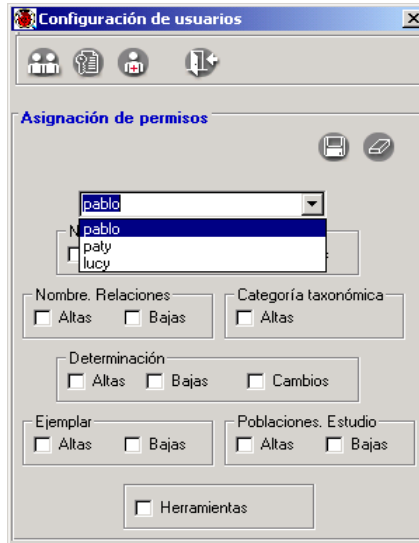 Configuración de usuarios
Asignación de permisos
pablo
pablo
paty
lucy
Nombre. Relaciones
Altas Bajas
Categoría taxonómica
Altas
Determinación
Altas Bajas Cambios
Ejemplar
Altas Bajas
Poblaciones. Estudio
Altas Bajas
Herramientas